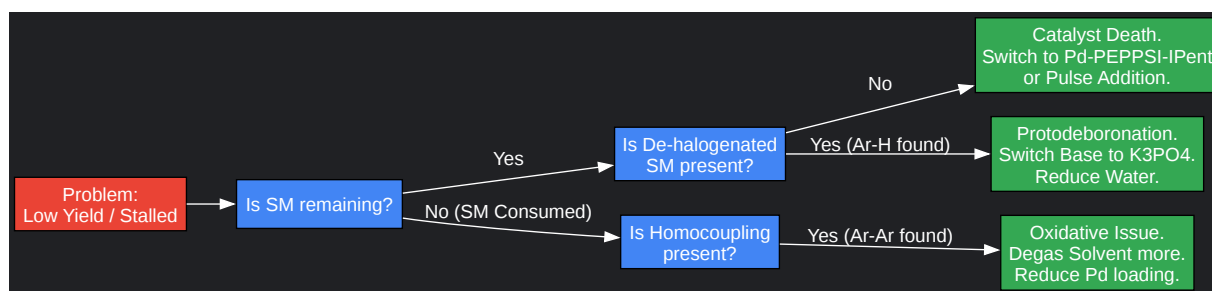 Problem:
Low Yield / Stalled
Is SM remaining?
Yes
No (SM Consumed)
Is De-halogenated
SM present?
No
Yes (Ar-H found)
Catalyst Death.
Switch to Pd-PEPPSI-IPent
or Pulse Addition.
Protodeboronation.
Switch Base to K3PO4.
Reduce Water.
Is Homocoupling
present?
Yes (Ar-Ar found)
Oxidative Issue.
Degas Solvent more.
Reduce Pd loading.